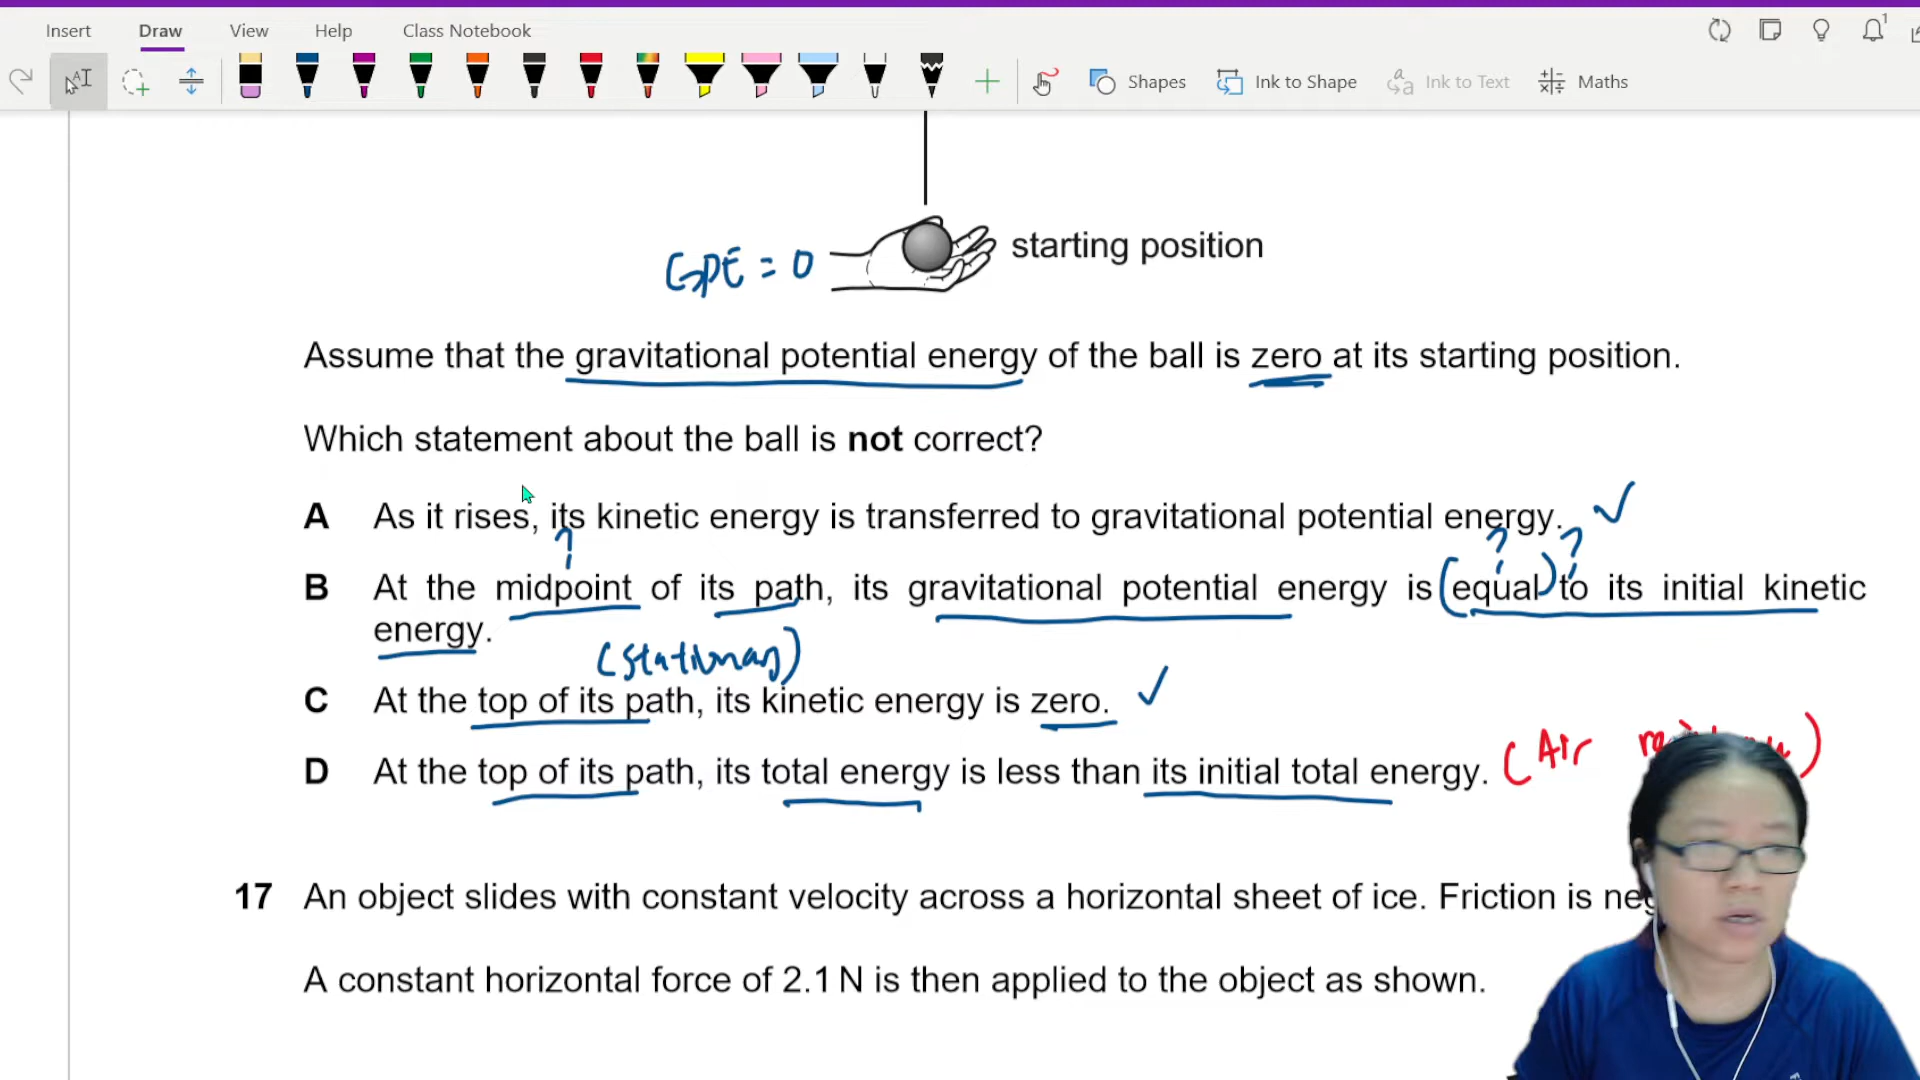 Insert Draw View Help Class Notebook 1
Shapes Ink to Shape Ink to Text Maths
GPE = 0 starting position
Assume that the gravitational potential energy of the ball is zero at its starting position.
Which statement about the ball is not correct?
A As it rises, its kinetic energy is transferred to gravitational potential energy. ✓
? ? ?
B At the midpoint of its path, its gravitational potential energy is (equal) to its initial kinetic
energy.
(stationary)
C At the top of its path, its kinetic energy is zero. ✓
D At the top of its path, its total energy is less than its initial total energy. (Air
17 An object slides with constant velocity across a horizontal sheet of ice. Friction is
A constant horizontal force of 2.1 N is then applied to the object as shown.